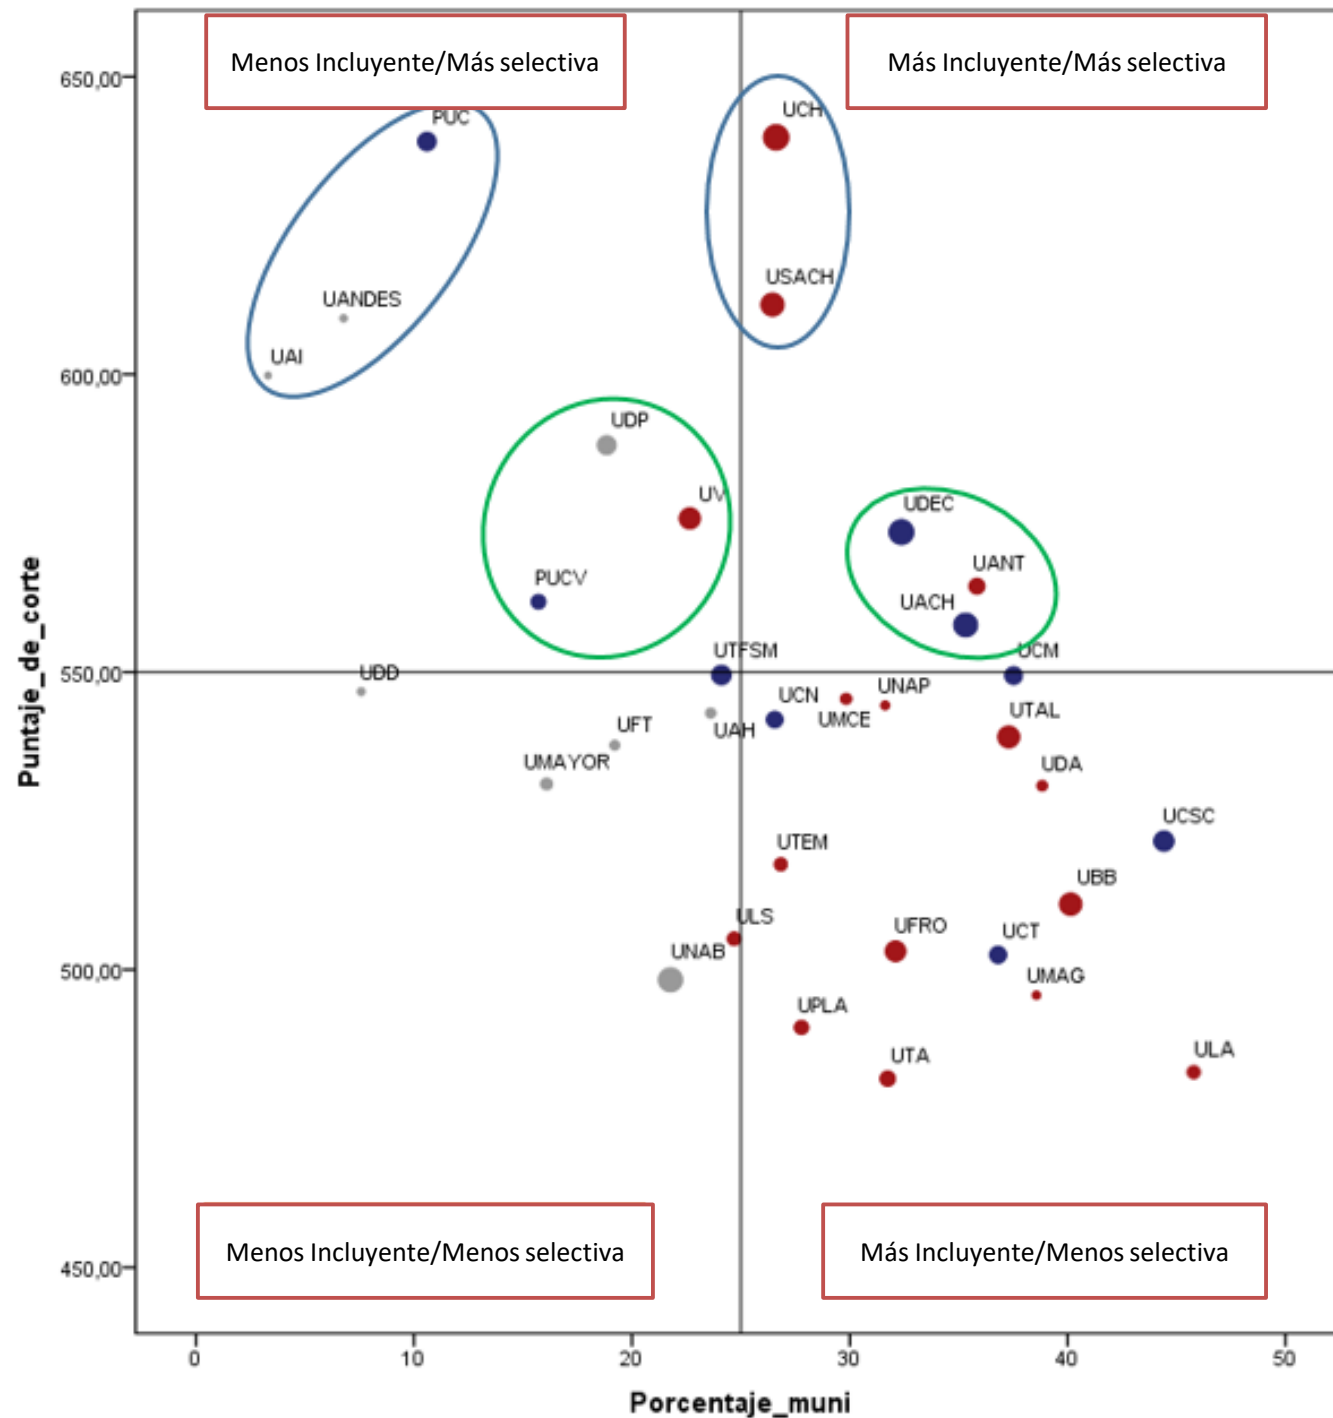 Menos Incluyente/Más selectiva
Más Incluyente/Más selectiva
650,00
PUC
UCH
USACH
UANDES
UAI
600,00
UDP
UV
UDEC
UANT
PUCV
UACH
Puntaje_de_corte
UTFSM
UCM
550,00
UDD
UNAP
UCN
UMCE
UTAL
UFT
UAH
UMAYOR
UDA
UCSC
UTEM
UBB
ULS
UFRO
UCT
UNAB
500,00
UMAG
UPLA
UTA
ULA
Menos Incluyente/Menos selectiva
Más Incluyente/Menos selectiva
450,00
0 10 20 30 40 50
Porcentaje_muni